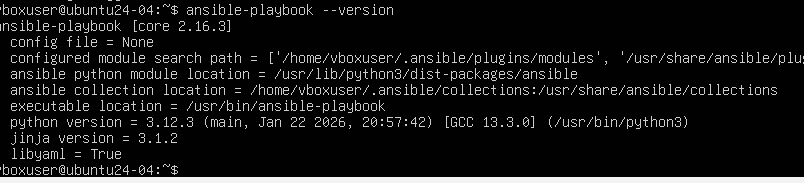 vboxuser@ubuntu24-04:~$ ansible-playbook --version
ansible-playbook [core 2.16.3]
  config file = None
  configured module search path = ['/home/vboxuser/.ansible/plugins/modules', '/usr/share/ansible/plug
  ansible python module location = /usr/lib/python3/dist-packages/ansible
  ansible collection location = /home/vboxuser/.ansible/collections:/usr/share/ansible/collections
  executable location = /usr/bin/ansible-playbook
  python version = 3.12.3 (main, Jan 22 2026, 20:57:42) [GCC 13.3.0] (/usr/bin/python3)
  jinja version = 3.1.2
  libyaml = True
vboxuser@ubuntu24-04:~$